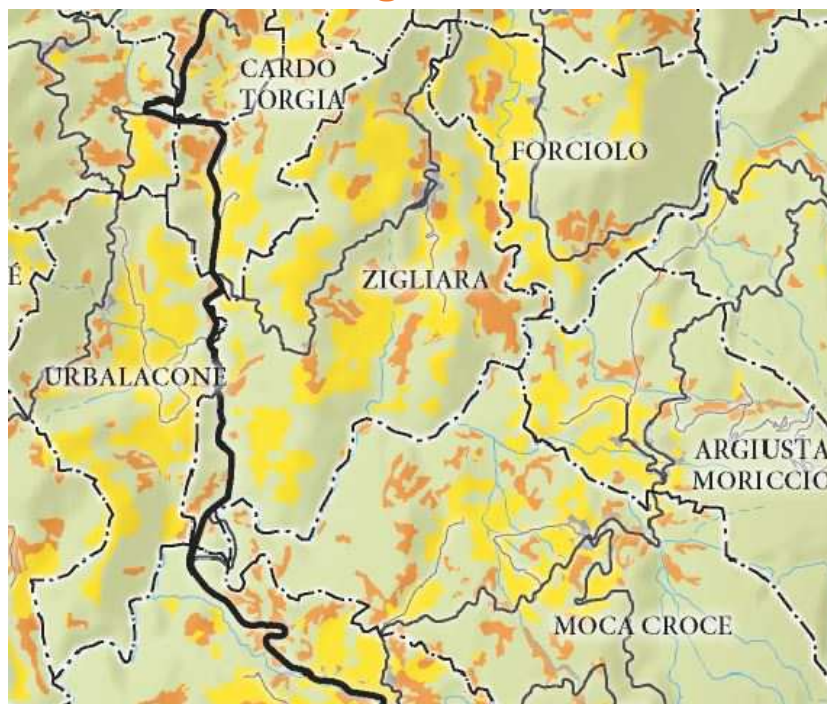 CARDO
TORGIA
FORCIOLO
É
ZIGLIARA
URBALACONE
ARGIUSTA
MORICCIO
MOCA CROCE